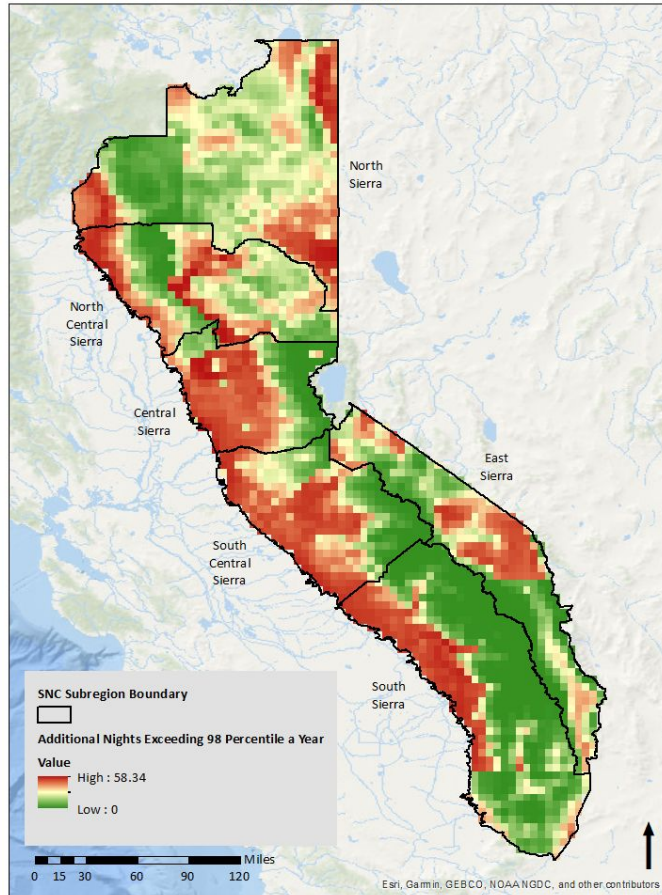 North
Sierra
North
Central
Sierra
Central
Sierra
East
Sierra
South
Central
Sierra
South
Sierra
SNC Subregion Boundary
Additional Nights Exceeding 98 Percentile a Year
Value
High : 58.34
Low : 0
Miles
0 15 30 60 90 120
Esri, Garmin, GEBCO, NOAA NGDC, and other contributors